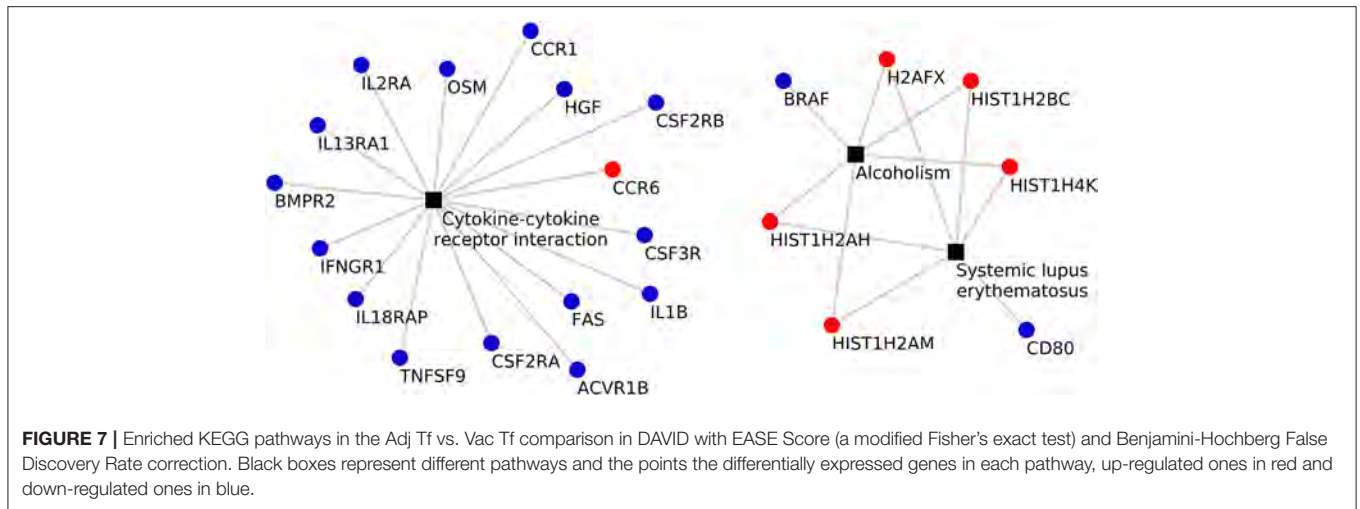 CCR1
IL2RA
OSM
HGF
CSF2RB
IL13RA1
CCR6
BMPR2
Cytokine-cytokine
receptor interaction
CSF3R
IFNGR1
IL18RAP
FAS
IL1B
TNFSF9
CSF2RA
ACVR1B
H2AFX
BRAF
HIST1H2BC
Alcoholism
HIST1H4K
HIST1H2AH
Systemic lupus
erythematosus
HIST1H2AM
CD80
FIGURE 7 | Enriched KEGG pathways in the Adj Tf vs. Vac Tf comparison in DAVID with EASE Score (a modified Fisher's exact test) and Benjamini-Hochberg False
Discovery Rate correction. Black boxes represent different pathways and the points the differentially expressed genes in each pathway, up-regulated ones in red and
down-regulated ones in blue.